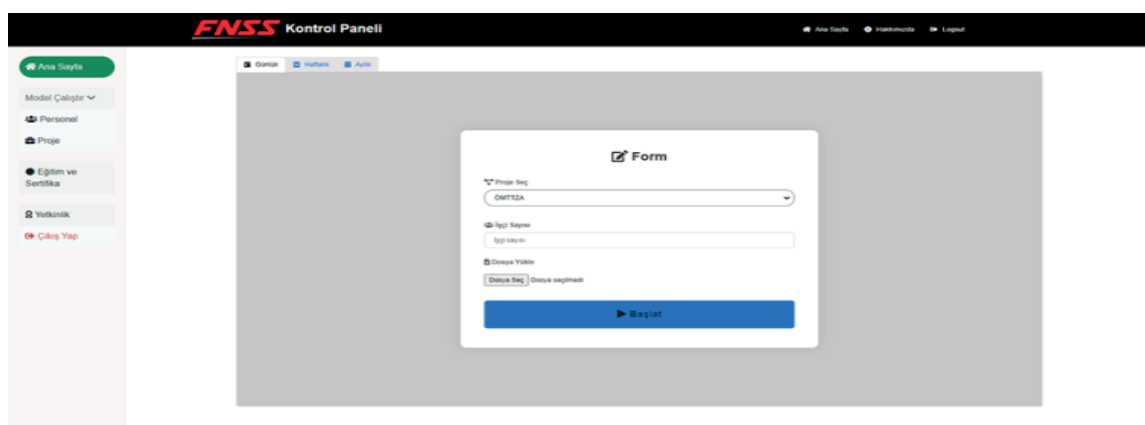 FNSS Kontrol Paneli
Ana Sayfa Hakkımızda Logout
Ana Sayfa
Model Çalıştır
Personel
Proje
Eğitim ve
Sertifika
Yetkinlik
Çıkış Yap
Günlük Haftalık Aylık
Form
Proje Seç
ÖMTTZA
İşçi Sayısı
İşçi sayısı
Dosya Yükle
Dosya Seç Dosya seçilmedi
Başlat